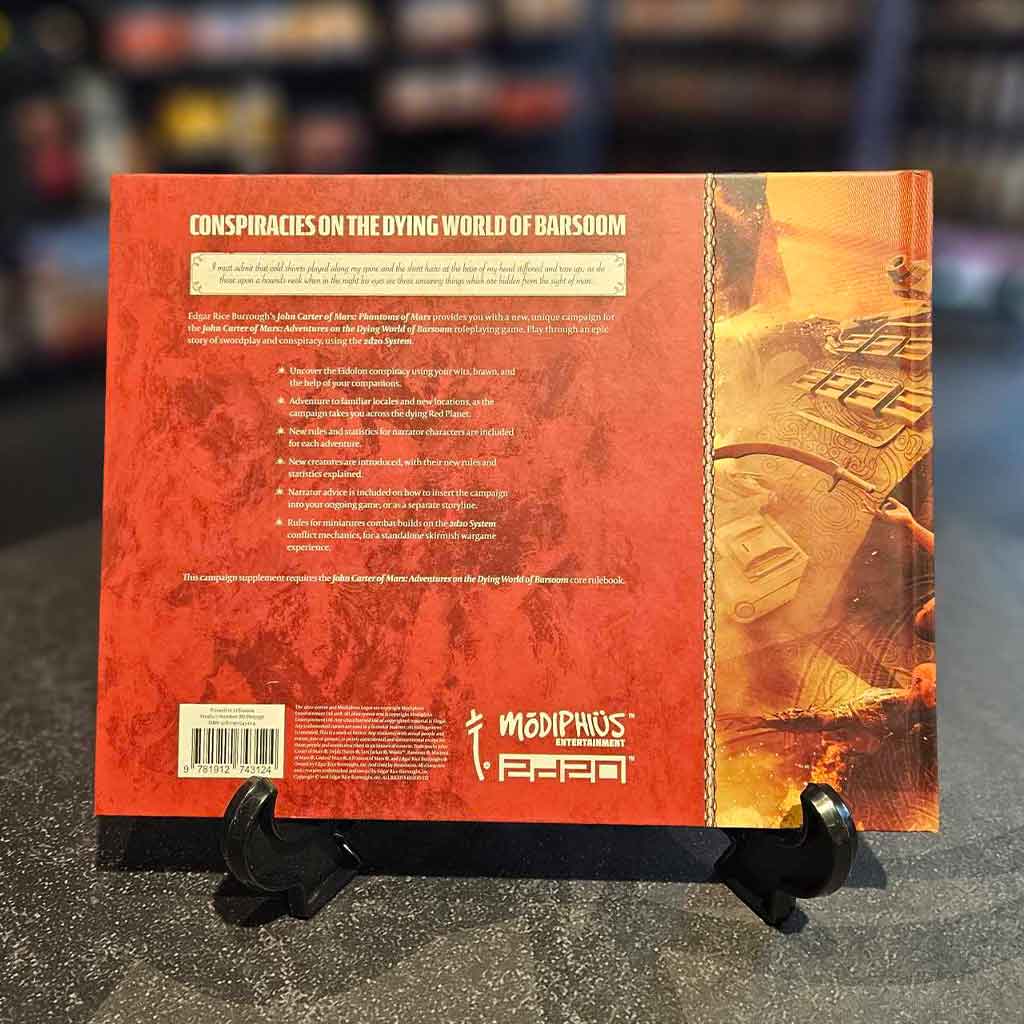 CONSPIRACIES ON THE DYING WORLD OF BARSOOM
I must admit that cold shivers played along my spine and the short hairs at the base of my head stiffened and rose up, as do
those upon a hound's neck when in the night his eyes see those uncanny things which are hidden from the sight of man.
Edgar Rice Burrough's John Carter of Mars: Phantoms of Mars provides you with a new, unique campaign for
the John Carter of Mars: Adventures on the Dying World of Barsoom roleplaying game. Play through an epic
story of swordplay and conspiracy, using the 2d20 System.
Uncover the Eidolon conspiracy using your wits, brawn, and
the help of your companions.
Adventure to familiar locales and new locations, as the
campaign takes you across the dying Red Planet.
New rules and statistics for narrator characters are included
for each adventure.
New creatures are introduced, with their new rules and
statistics explained.
Narrator advice is included on how to insert the campaign
into your ongoing game, or as a separate storyline.
Rules for miniatures combat builds on the 2d20 System
conflict mechanics, for a standalone skirmish wargame
experience.
This campaign supplement requires the John Carter of Mars: Adventures on the Dying World of Barsoom core rulebook.
9 781912 743124
MŌDIPHIÜS™
ENTERTAINMENT
2d20™